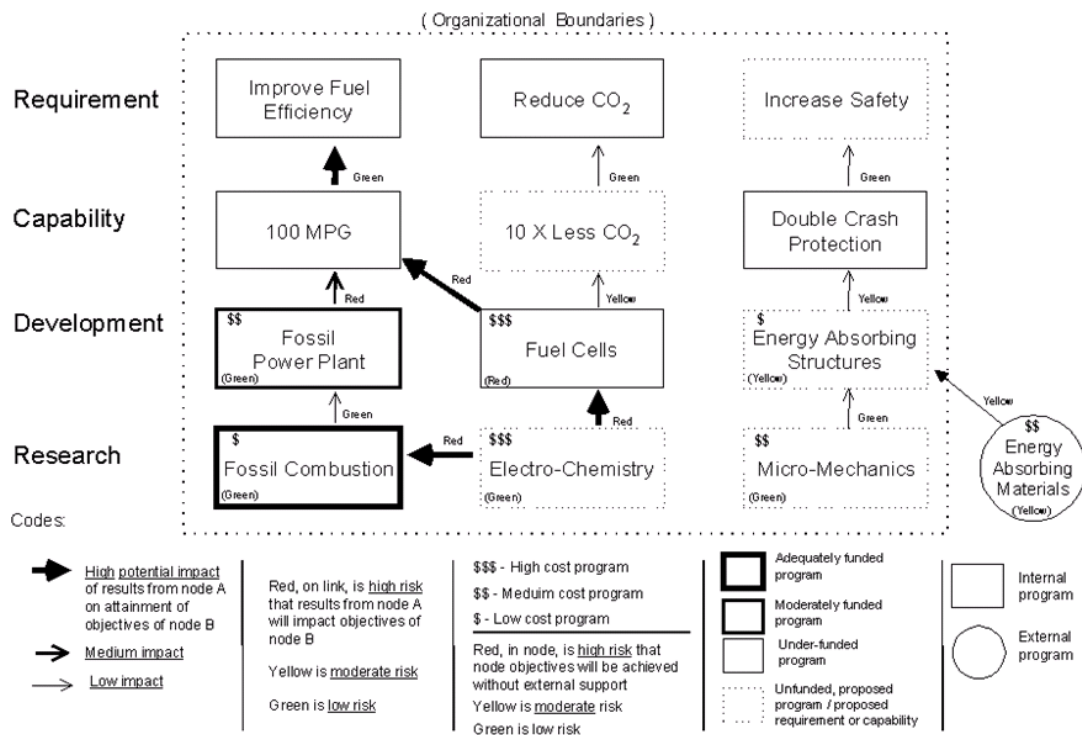 ( Organizational Boundaries )
Requirement
Improve Fuel
Efficiency
Reduce CO2
Increase Safety
Green
Green
Green
Capability
100 MPG
10 X Less CO2
Double Crash
Protection
Red
Red
Yellow
Yellow
Development
$$
Fossil
Power Plant
(Green)
$$$
Fuel Cells
(Red)
$
Energy Absorbing
Structures
(Yellow)
Green
Red
Green
Yellow
Research
$
Fossil Combustion
(Green)
Red
$$$
Electro-Chemistry
(Green)
$$
Micro-Mechanics
(Green)
$$
Energy
Absorbing
Materials
(Yellow)
Codes:
High potential impact
of results from node A
on attainment of
objectives of node B
Medium impact
Low impact
Red, on link, is high risk
that results from node A
will impact objectives of
node B
Yellow is moderate risk
Green is low risk
$$$ - High cost program
$$ - Meduim cost program
$ - Low cost program
Red, in node, is high risk that
node objectives will be achieved
without external support
Yellow is moderate risk
Green is low risk
Adequately funded
program
Moderately funded
program
Under-funded
program
Unfunded, proposed
program / proposed
requirement or capability
Internal
program
External
program